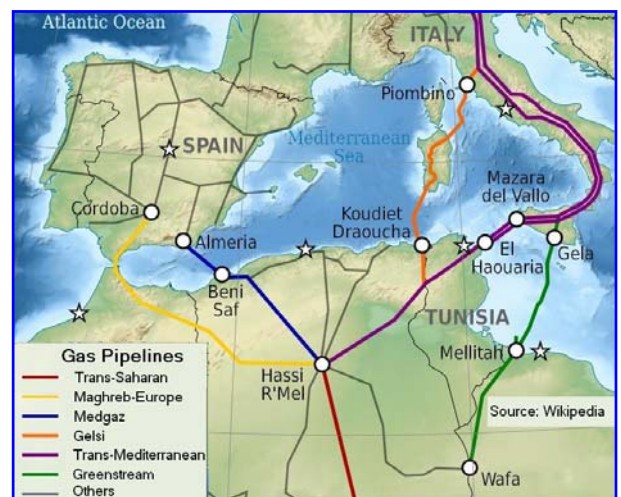 Atlantic Ocean
ITALY
Piombino
SPAIN
Mediterranean
Sea
Mazara
del Vallo
Cordoba
Koudiet
Draoucha
Almeria
El
Haouaria
Gela
Beni
Saf
TUNISIA
Mellitah
Hassi
R'Mel
Gas Pipelines
Trans-Saharan
Maghreb-Europe
Medgaz
Gelsi
Trans-Mediterranean
Greenstream
Others
Source: Wikipedia
Wafa